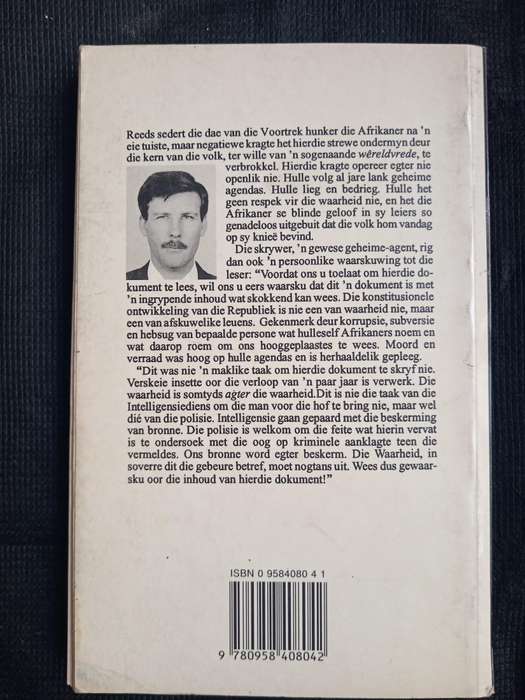 Reeds sedert die dae van die Voortrek hunker die Afrikaner na 'n
eie tuiste, maar negatiewe kragte het hierdie strewe ondermyn deur
die kern van die volk, ter wille van 'n sogenaande wêreldvrede, te
verbrokkel. Hierdie kragte opereer egter nie
openlik nie. Hulle volg al jare lank geheime
agendas. Hulle lieg en bedrieg. Hulle het
geen respek vir die waarheid nie, en het die
Afrikaner se blinde geloof in sy leiers so
genadeloos uitgebuit dat die volk hom vandag
op sy knieë bevind.
Die skrywer, 'n gewese geheime-agent, rig
dan ook 'n persoonlike waarskuwing tot die
leser: "Voordat ons u toelaat om hierdie do-
kument te lees, wil ons u eers waarsku dat dit 'n dokument is met
'n ingrypende inhoud wat skokkend kan wees. Die konstitusionele
ontwikkeling van die Republiek is nie een van waarheid nie, maar
een van afskuwelike leuens. Gekenmerk deur korrupsie, subversie
en hebsug van bepaalde persone wat hulleself Afrikaners noem en
wat daarop roem om ons hooggeplaastes te wees. Moord en
verraad was hoog op hulle agendas en is herhaaldelik gepleeg.
"Dit was nie 'n maklike taak om hierdie dokument te skryf nie.
Verskeie insette oor die verloop van 'n paar jaar is verwerk. Die
waarheid is somtyds agter die waarheid.Dit is nie die taak van die
Intelligensiediens om die man voor die hof te bring nie, maar wel
dié van die polisie. Intelligensie gaan gepaard met die beskerming
van bronne. Die polisie is welkom om die feite wat hierin vervat
is te ondersoek met die oog op kriminele aanklagte teen die
vermeldes. Ons bronne word egter beskerm. Die Waarheid, in
soverre dit die gebeure betref, moet nogtans uit. Wees dus gewaar-
sku oor die inhoud van hierdie dokument!"
ISBN 0 9584080 4 1
9 780958 408042